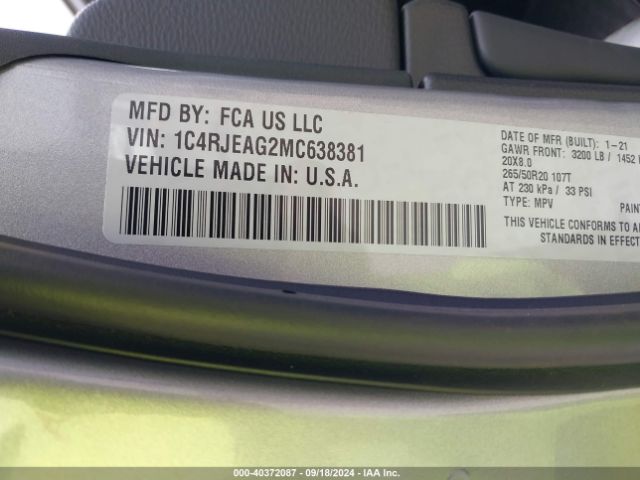 MFD BY: FCA US LLC
VIN: 1C4RJEAG2MC638381
VEHICLE MADE IN: U.S.A.
DATE OF MFR (BUILT): 1-21
GAWR FRONT: 3200 LB / 1452
20X8.0
265/50R20 107T
AT 230 kPa / 33 PSI
TYPE: MPV
PAIN
THIS VEHICLE CONFORMS TO
STANDARDS IN EFFECT
000-40372087 - 09/18/2024 - IAA Inc.